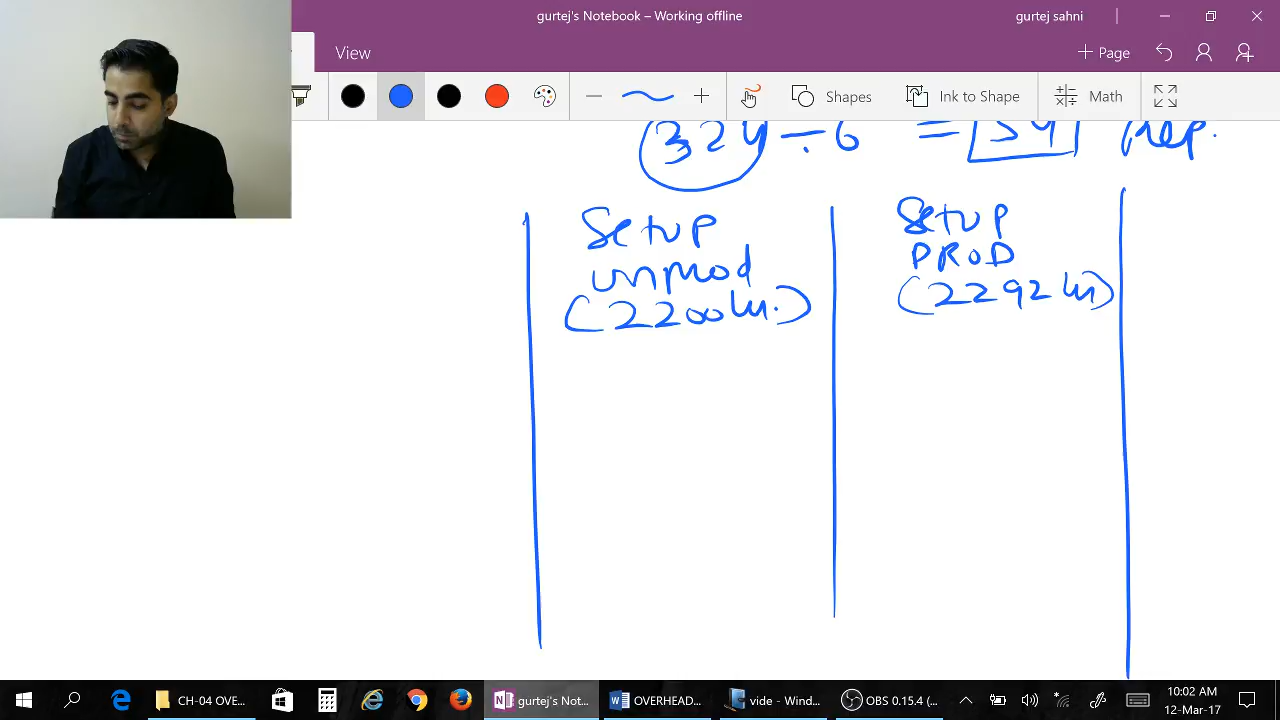 gurtej's Notebook – Working offline
gurtej sahni
View
Page
Shapes
Ink to Shape
Math
324 ÷ 6 = 54 Rep.
Setup
unprod
(2200 hr.)
Setup
PROD
(2292 hr)
CH-04 OVE...
gurtej's Not...
OVERHEAD...
vide - Wind...
OBS 0.15.4 (...
10:02 AM
12-Mar-17